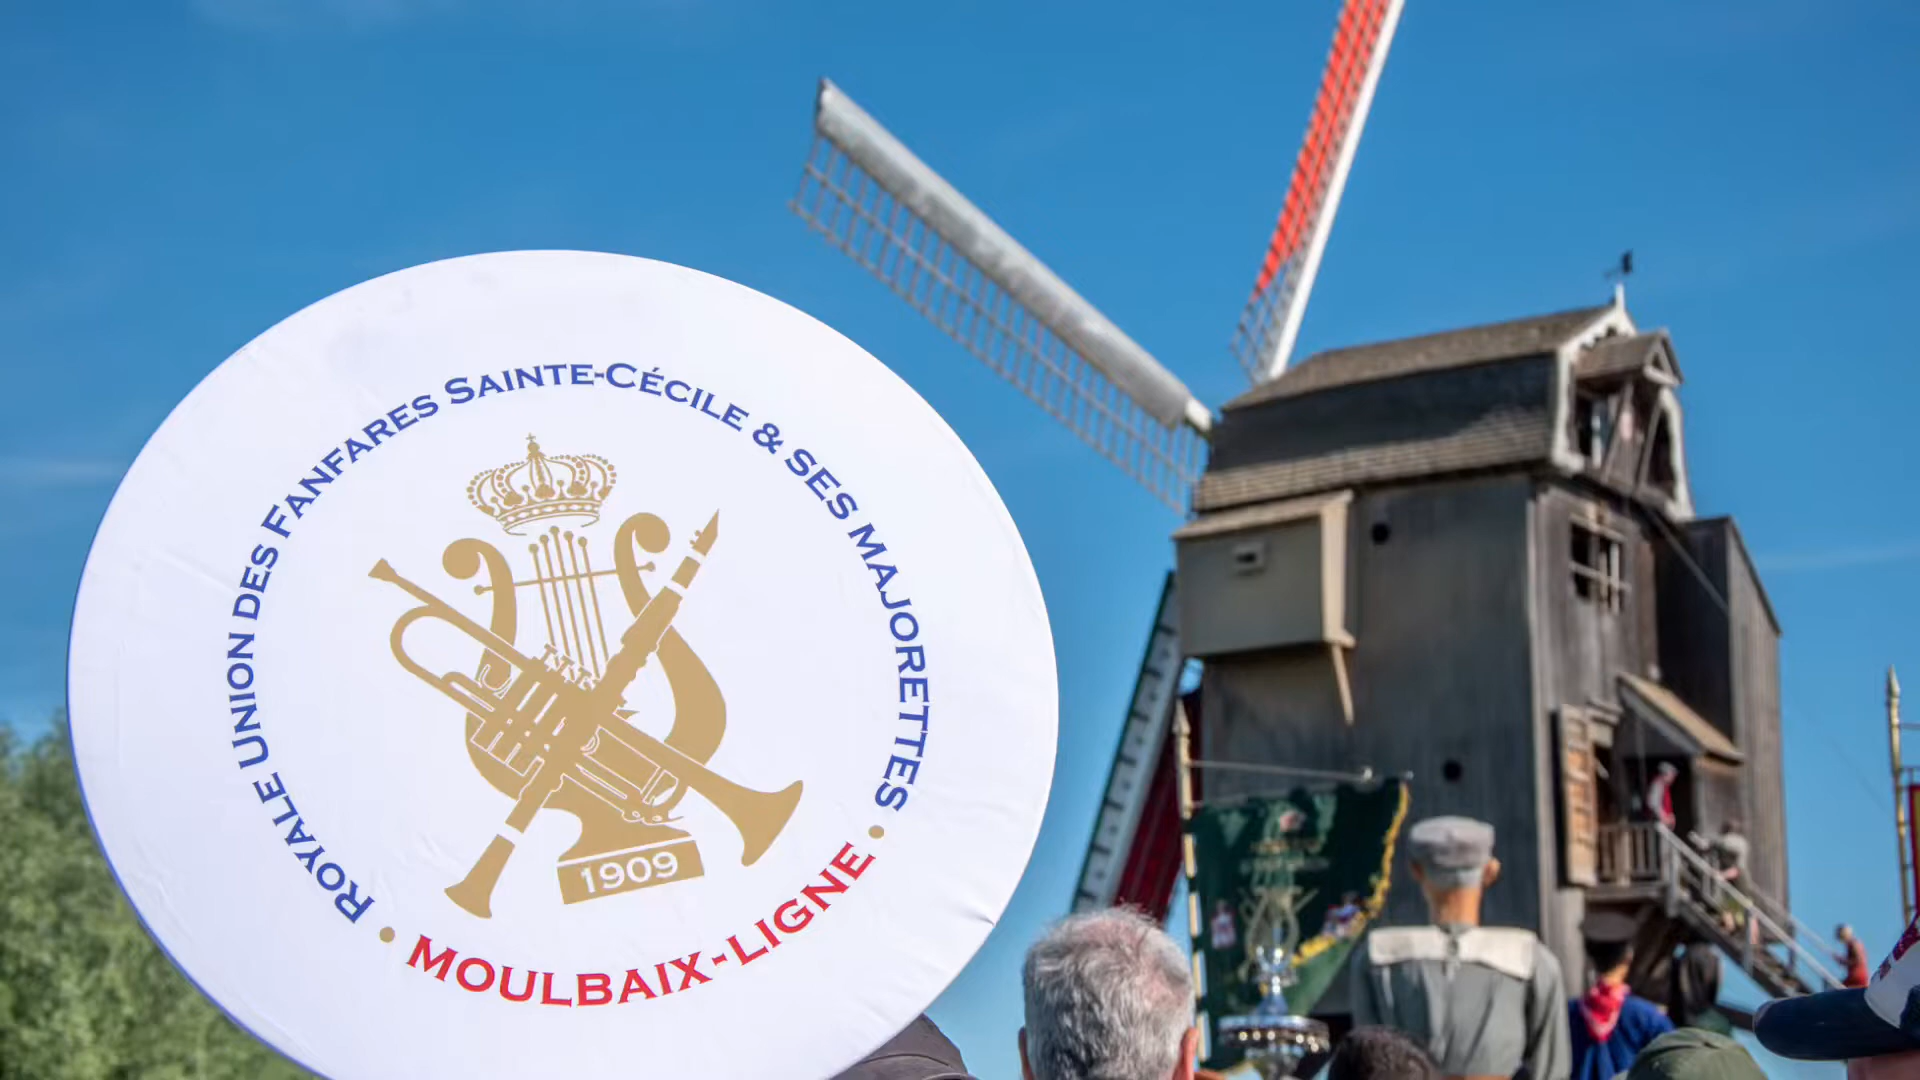 ROYALE UNION DES FANFARES SAINTE-CÉCILE & SES MAJORETTES
MOULBAIX-LIGNE
1909